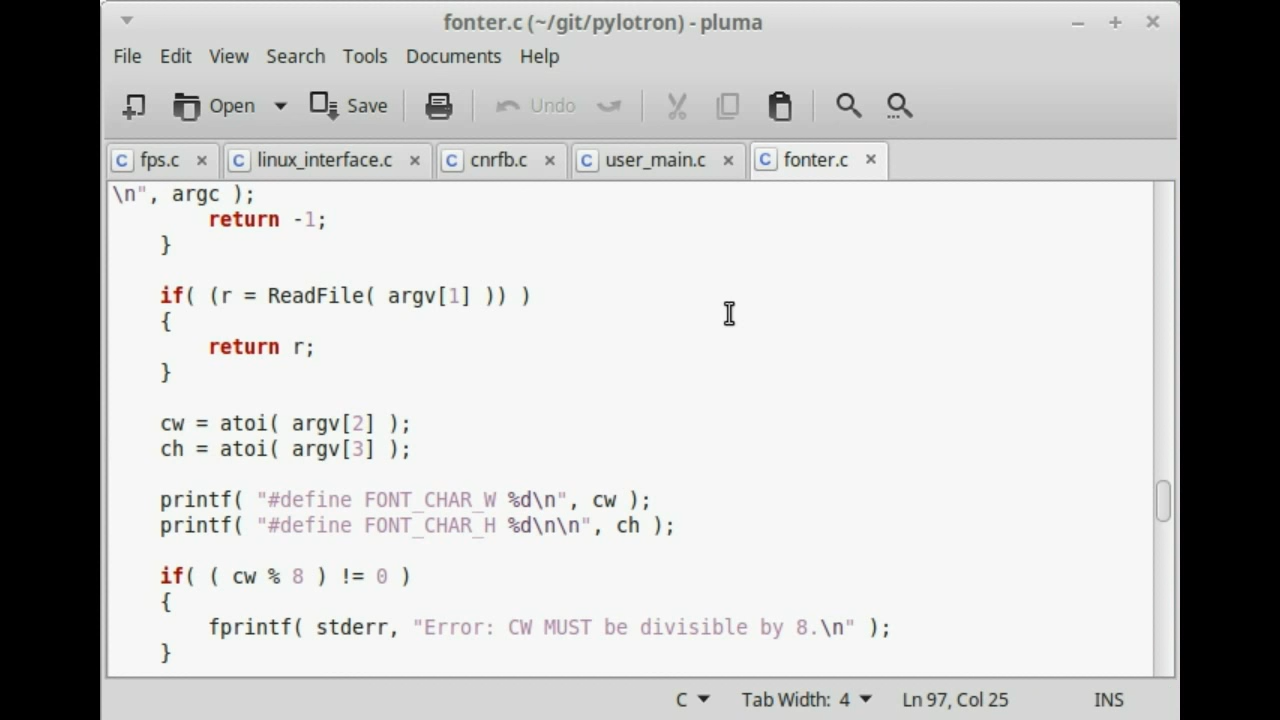 fonter.c (~/git/pylotron) - pluma
File Edit View Search Tools Documents Help
Open Save Undo
fps.c linux_interface.c cnrfb.c user_main.c fonter.c
\n", argc );
        return -1;
    }

    if( (r = ReadFile( argv[1] )) )
    {
        return r;
    }

    cw = atoi( argv[2] );
    ch = atoi( argv[3] );

    printf( "#define FONT_CHAR_W %d\n", cw );
    printf( "#define FONT_CHAR_H %d\n\n", ch );

    if( ( cw % 8 ) != 0 )
    {
        fprintf( stderr, "Error: CW MUST be divisible by 8.\n" );
    }
C Tab Width: 4 Ln 97, Col 25 INS